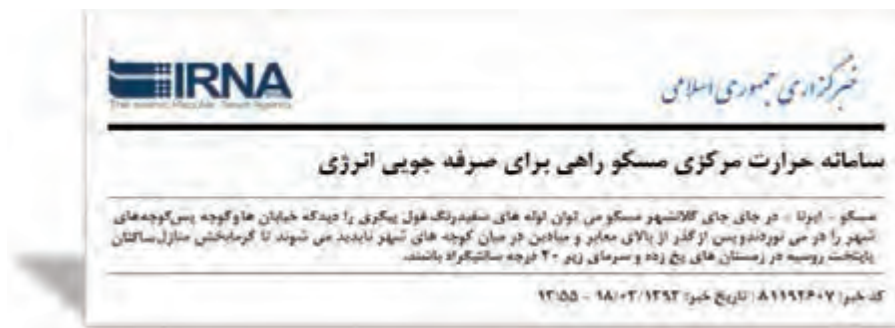 IRNA
The Islamic Republic News Agency
خبرگزاری جمهوری اسلامی
سامانه حرارت مرکزی مسکو راهی برای صرفه جویی انرژی
مسکو - ایرنا - در جای جای کلانشهر مسکو می توان لوله های سفیدرنگ غول پیکری را دیدکه خیابان هاوکوچه پس‌کوچه‌های
شهر را در می نوردندوپس ازگذر از بالای معابر و میادین در میان کوچه های شهر ناپدید می شوند تا گرمابخش منازل‌ساکنان
پایتخت روسیه در زمستان های یخ زده و سرمای زیر ۲۰ درجه سانتیگراد باشند.
کد خبر: ۸۱۱۹۲۶۰۷ | تاریخ خبر: ۱۸/۰۳/۱۳۹۳ - ۱۳:۵۵